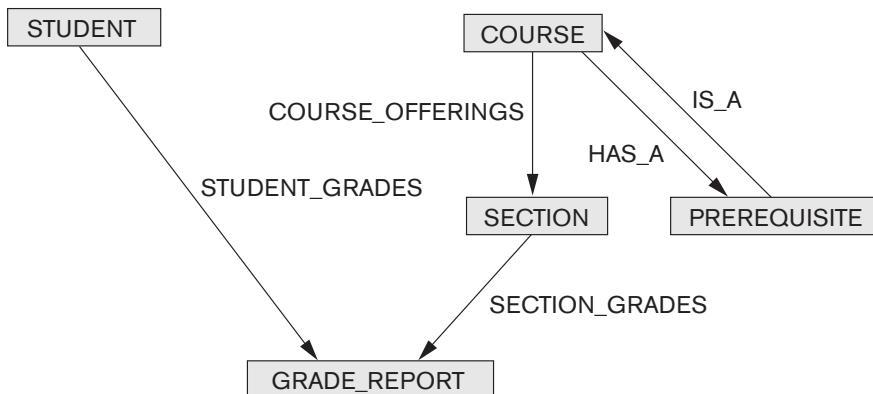 STUDENT
COURSE
IS_A
COURSE_OFFERINGS
HAS_A
STUDENT_GRADES
SECTION
PREREQUISITE
SECTION_GRADES
GRADE_REPORT